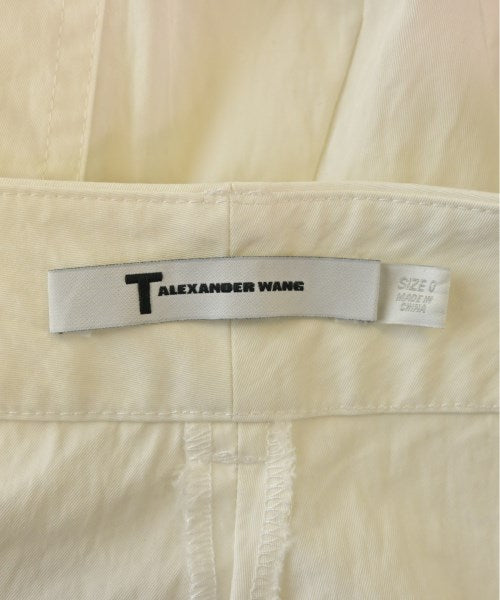 T ALEXANDER WANG
SIZE 0
MADE IN
CHINA